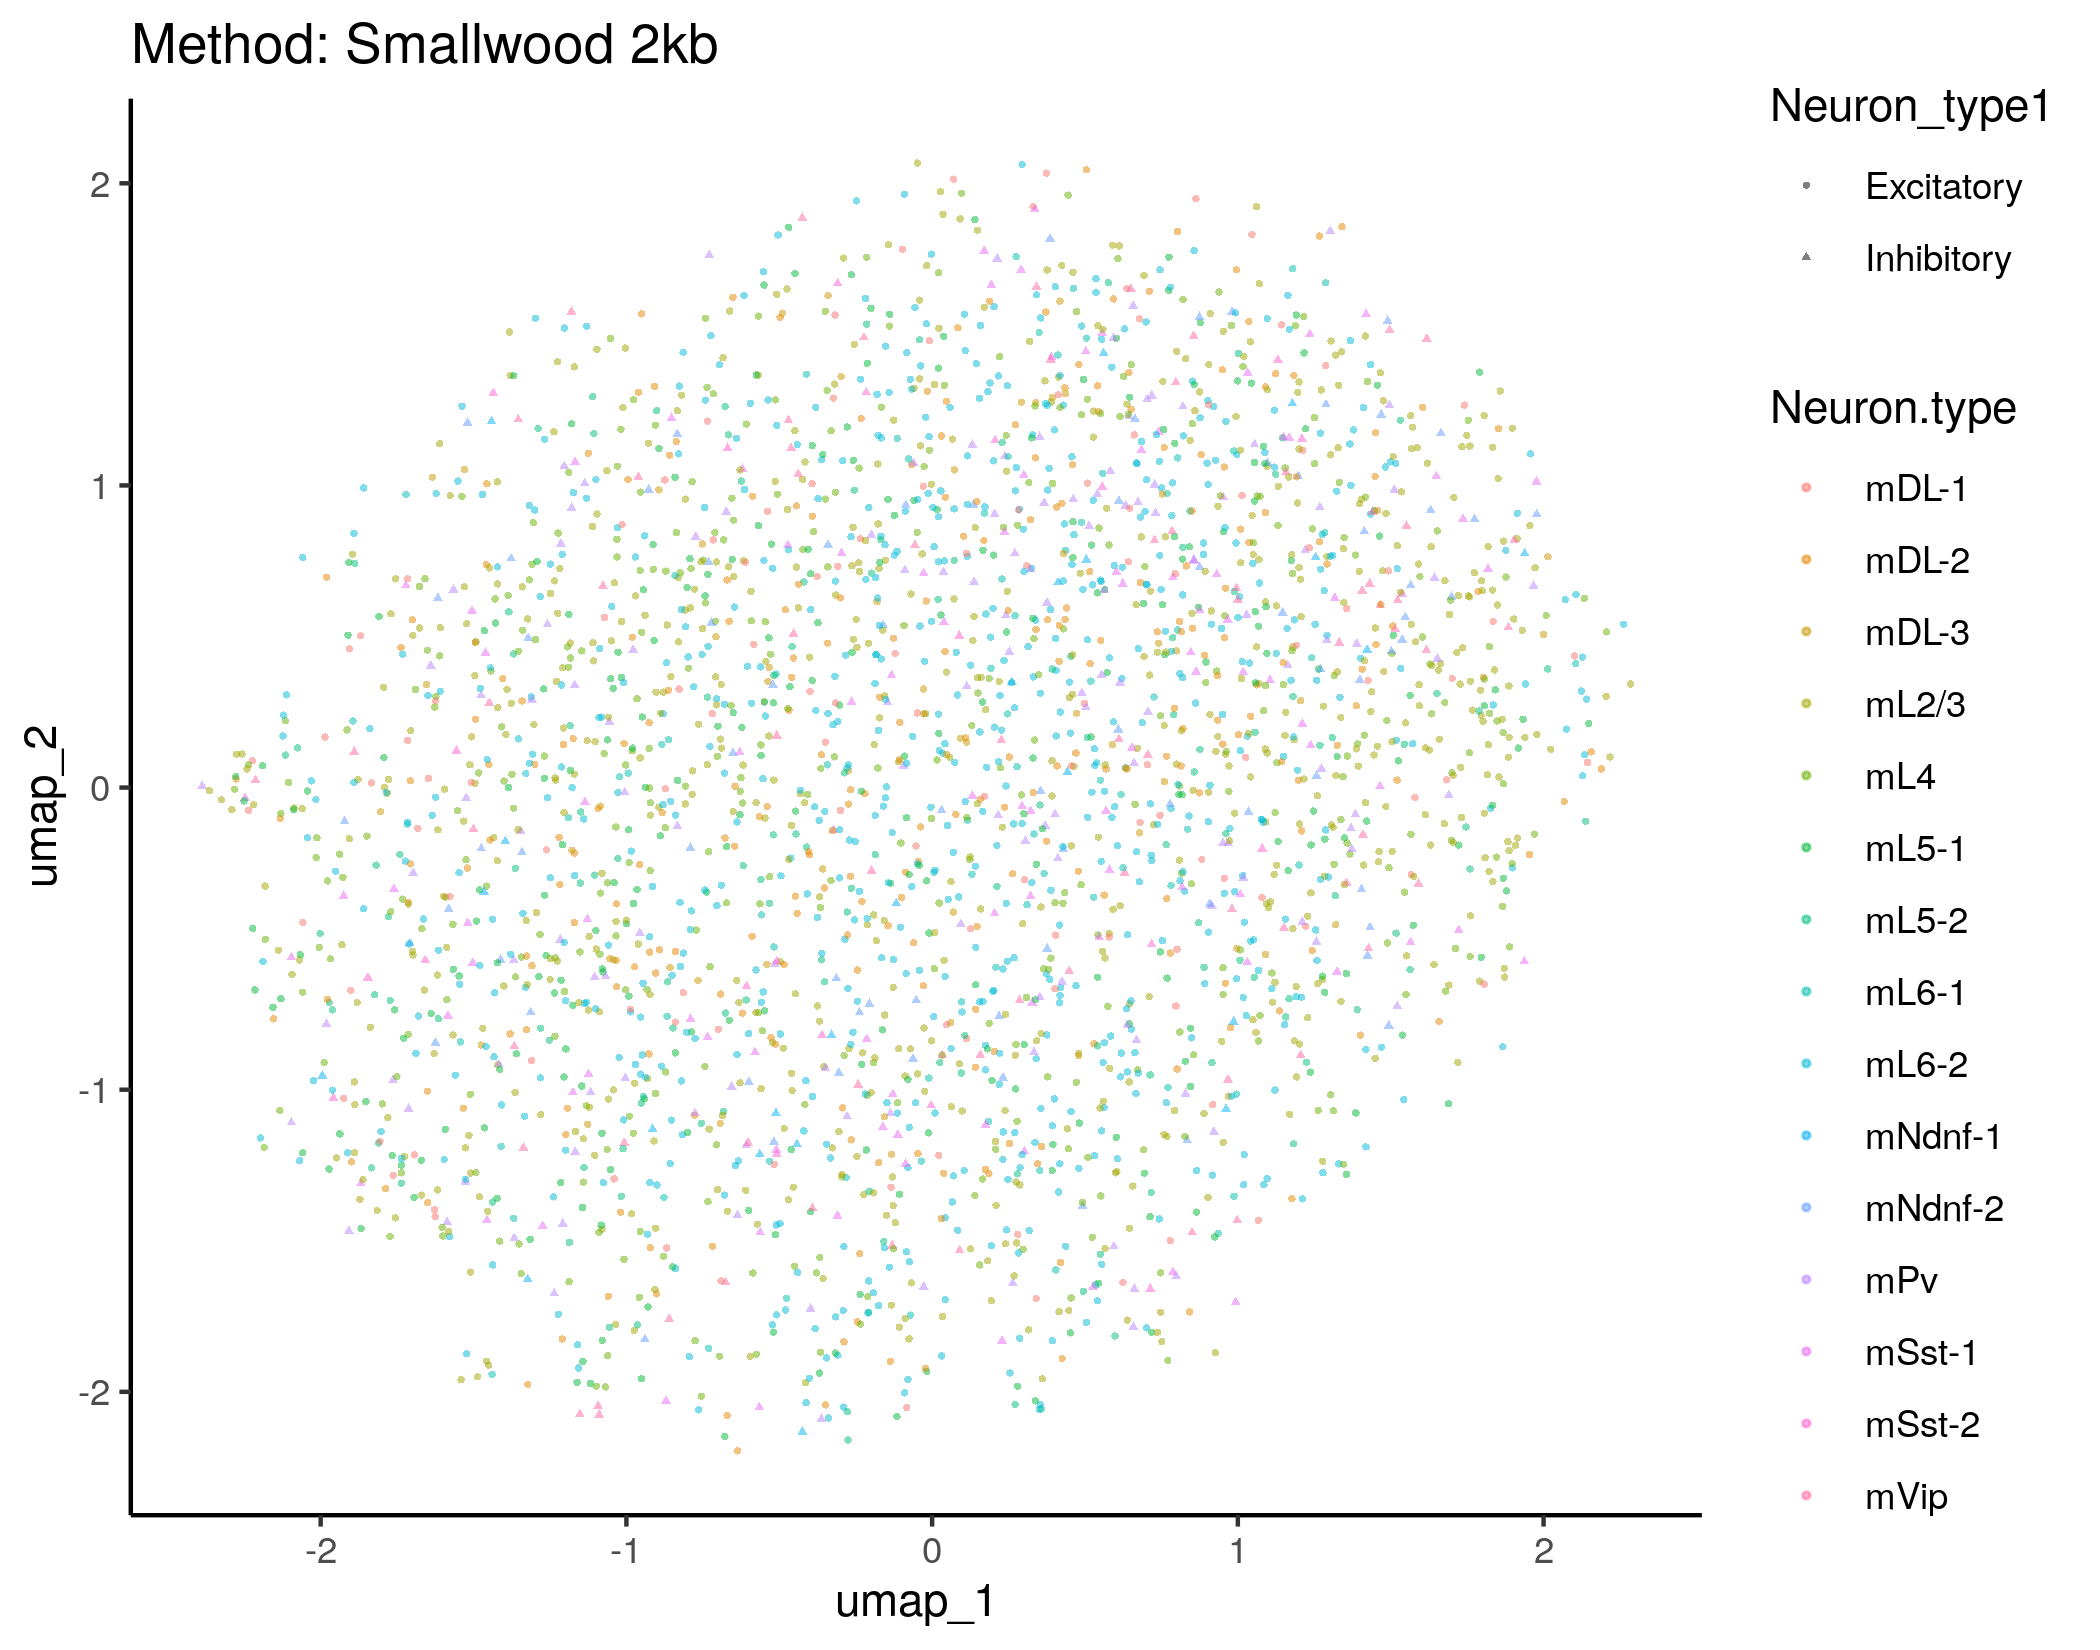 Method: Smallwood 2kb
Neuron_type1
Excitatory
Inhibitory
Neuron.type
mDL-1
mDL-2
mDL-3
mL2/3
mL4
mL5-1
mL5-2
mL6-1
mL6-2
mNdnf-1
mNdnf-2
mPv
mSst-1
mSst-2
mVip
umap_2
2
1
0
-1
-2
-2
-1
0
1
2
umap_1